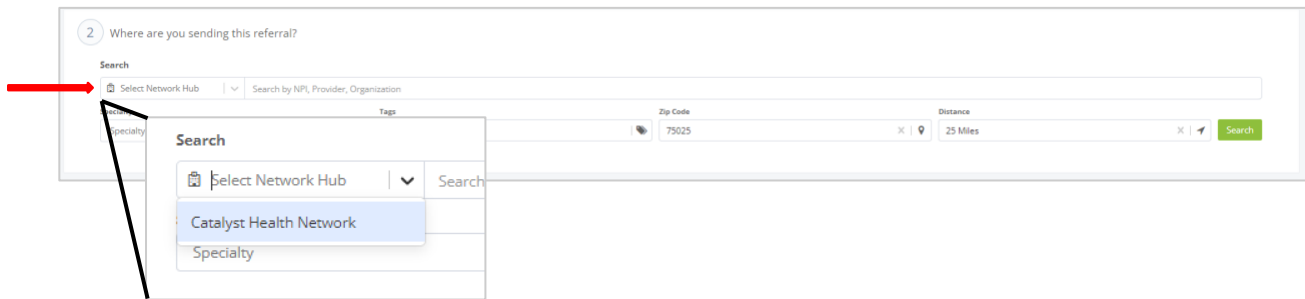 2 Where are you sending this referral?
Search
Select Network Hub Search by NPI, Provider, Organization
Specialty Tags Zip Code Distance
Specialty 75025 25 Miles Search
Search
Select Network Hub Search
Catalyst Health Network
Specialty